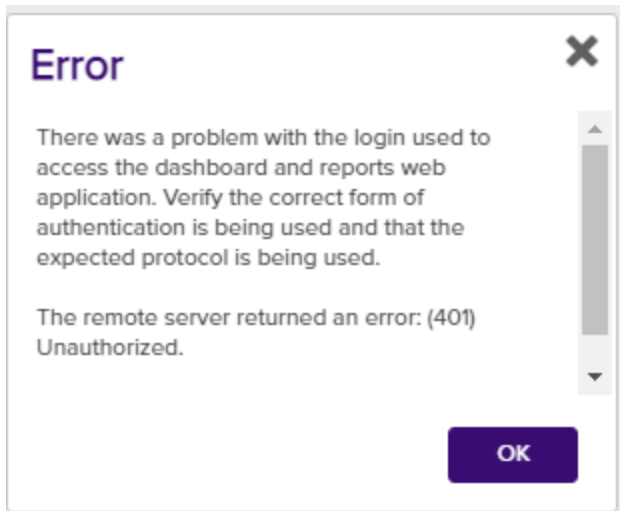 Error
There was a problem with the login used to
access the dashboard and reports web
application. Verify the correct form of
authentication is being used and that the
expected protocol is being used.
The remote server returned an error: (401)
Unauthorized.
OK